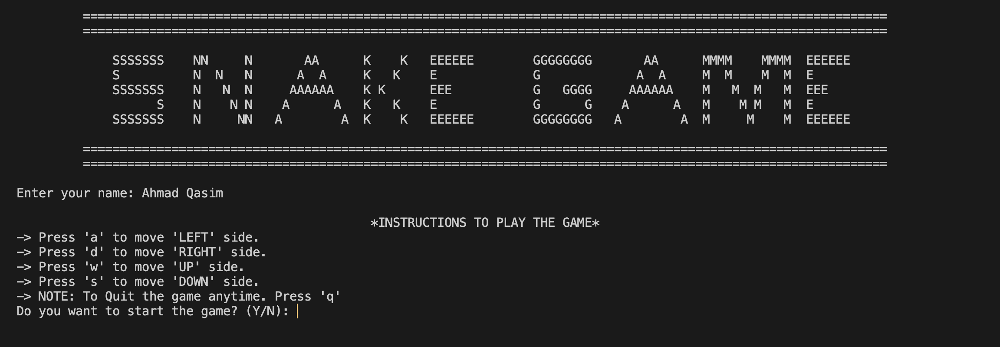 =============================================================================================================
=============================================================================================================
SSSSSSS    NN     N       AA      K    K   EEEEEE        GGGGGGGG       AA      MMMM    MMMM  EEEEEE
S          N  N   N      A  A     K   K    E             G             A  A     M  M    M  M  E
SSSSSSS    N   N  N     AAAAAA    K K      EEE           G   GGGG     AAAAAA    M   M  M   M  EEE
      S    N    N N    A      A   K   K    E             G      G    A      A   M    M M   M  E
SSSSSSS    N     NN   A        A  K    K   EEEEEE        GGGGGGGG   A        A  M     M    M  EEEEEE
=============================================================================================================
=============================================================================================================
Enter your name: Ahmad Qasim
*INSTRUCTIONS TO PLAY THE GAME*
—> Press 'a' to move 'LEFT' side.
—> Press 'd' to move 'RIGHT' side.
—> Press 'w' to move 'UP' side.
—> Press 's' to move 'DOWN' side.
—> NOTE: To Quit the game anytime. Press 'q'
Do you want to start the game? (Y/N):